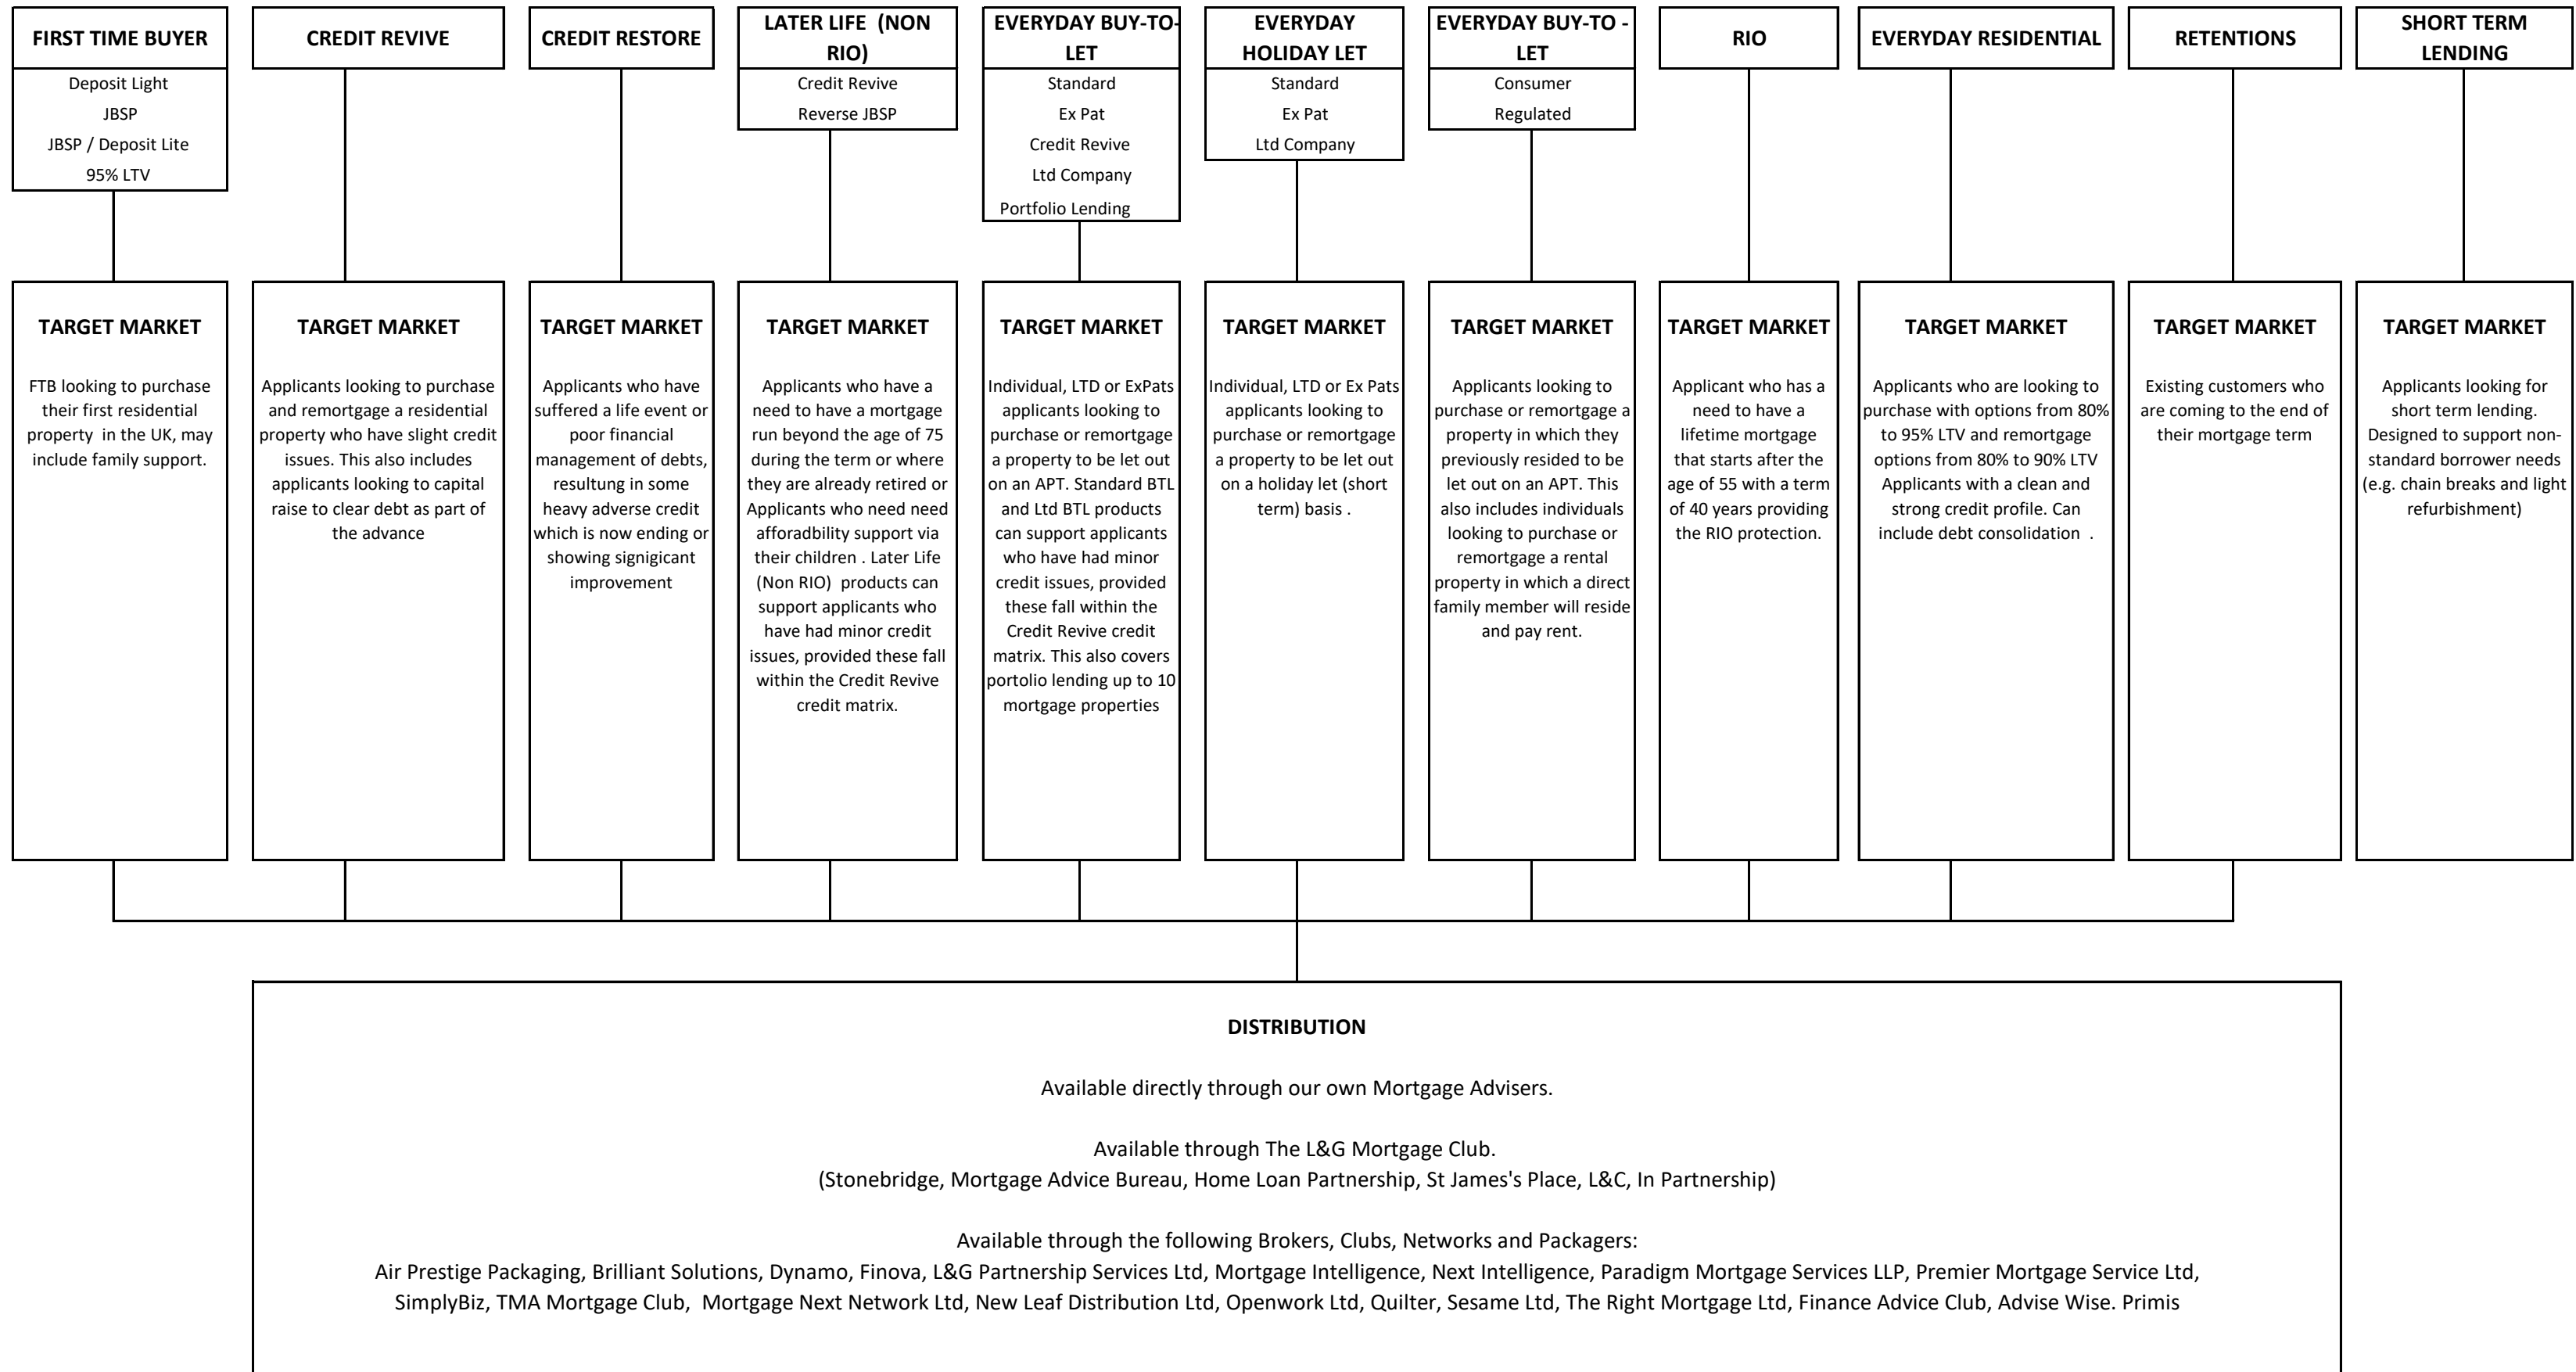 FIRST TIME BUYER
Deposit Light
JBSP
JBSP / Deposit Lite
95% LTV
CREDIT REVIVE
CREDIT RESTORE
LATER LIFE (NON
RIO)
Credit Revive
Reverse JBSP
EVERYDAY BUY-TO-
LET
Standard
Ex Pat
Credit Revive
Ltd Company
Portfolio Lending
EVERYDAY
HOLIDAY LET
Standard
Ex Pat
Ltd Company
EVERYDAY BUY-TO -
LET
Consumer
Regulated
RIO
EVERYDAY RESIDENTIAL
RETENTIONS
SHORT TERM
LENDING
TARGET MARKET
FTB looking to purchase
their first residential
property in the UK, may
include family support.
TARGET MARKET
Applicants looking to purchase
and remortgage a residential
property who have slight credit
issues. This also includes
applicants looking to capital
raise to clear debt as part of
the advance
TARGET MARKET
Applicants who have
suffered a life event or
poor financial
management of debts,
resultung in some
heavy adverse credit
which is now ending or
showing signigicant
improvement
TARGET MARKET
Applicants who have a
need to have a mortgage
run beyond the age of 75
during the term or where
they are already retired or
Applicants who need need
afforadbility support via
their children . Later Life
(Non RIO) products can
support applicants who
have had minor credit
issues, provided these fall
within the Credit Revive
credit matrix.
TARGET MARKET
Individual, LTD or ExPats
applicants looking to
purchase or remortgage
a property to be let out
on an APT. Standard BTL
and Ltd BTL products
can support applicants
who have had minor
credit issues, provided
these fall within the
Credit Revive credit
matrix. This also covers
portolio lending up to 10
mortgage properties
TARGET MARKET
Individual, LTD or Ex Pats
applicants looking to
purchase or remortgage
a property to be let out
on a holiday let (short
term) basis .
TARGET MARKET
Applicants looking to
purchase or remortgage a
property in which they
previously resided to be
let out on an APT. This
also includes individuals
looking to purchase or
remortgage a rental
property in which a direct
family member will reside
and pay rent.
TARGET MARKET
Applicant who has a
need to have a
lifetime mortgage
that starts after the
age of 55 with a term
of 40 years providing
the RIO protection.
TARGET MARKET
Applicants who are looking to
purchase with options from 80%
to 95% LTV and remortgage
options from 80% to 90% LTV
Applicants with a clean and
strong credit profile. Can
include debt consolidation .
TARGET MARKET
Existing customers who
are coming to the end of
their mortgage term
TARGET MARKET
Applicants looking for
short term lending.
Designed to support non-
standard borrower needs
(e.g. chain breaks and light
refurbishment)
DISTRIBUTION
Available directly through our own Mortgage Advisers.
Available through The L&G Mortgage Club.
(Stonebridge, Mortgage Advice Bureau, Home Loan Partnership, St James's Place, L&C, In Partnership)
Available through the following Brokers, Clubs, Networks and Packagers:
Air Prestige Packaging, Brilliant Solutions, Dynamo, Finova, L&G Partnership Services Ltd, Mortgage Intelligence, Next Intelligence, Paradigm Mortgage Services LLP, Premier Mortgage Service Ltd,
SimplyBiz, TMA Mortgage Club, Mortgage Next Network Ltd, New Leaf Distribution Ltd, Openwork Ltd, Quilter, Sesame Ltd, The Right Mortgage Ltd, Finance Advice Club, Advise Wise. Primis